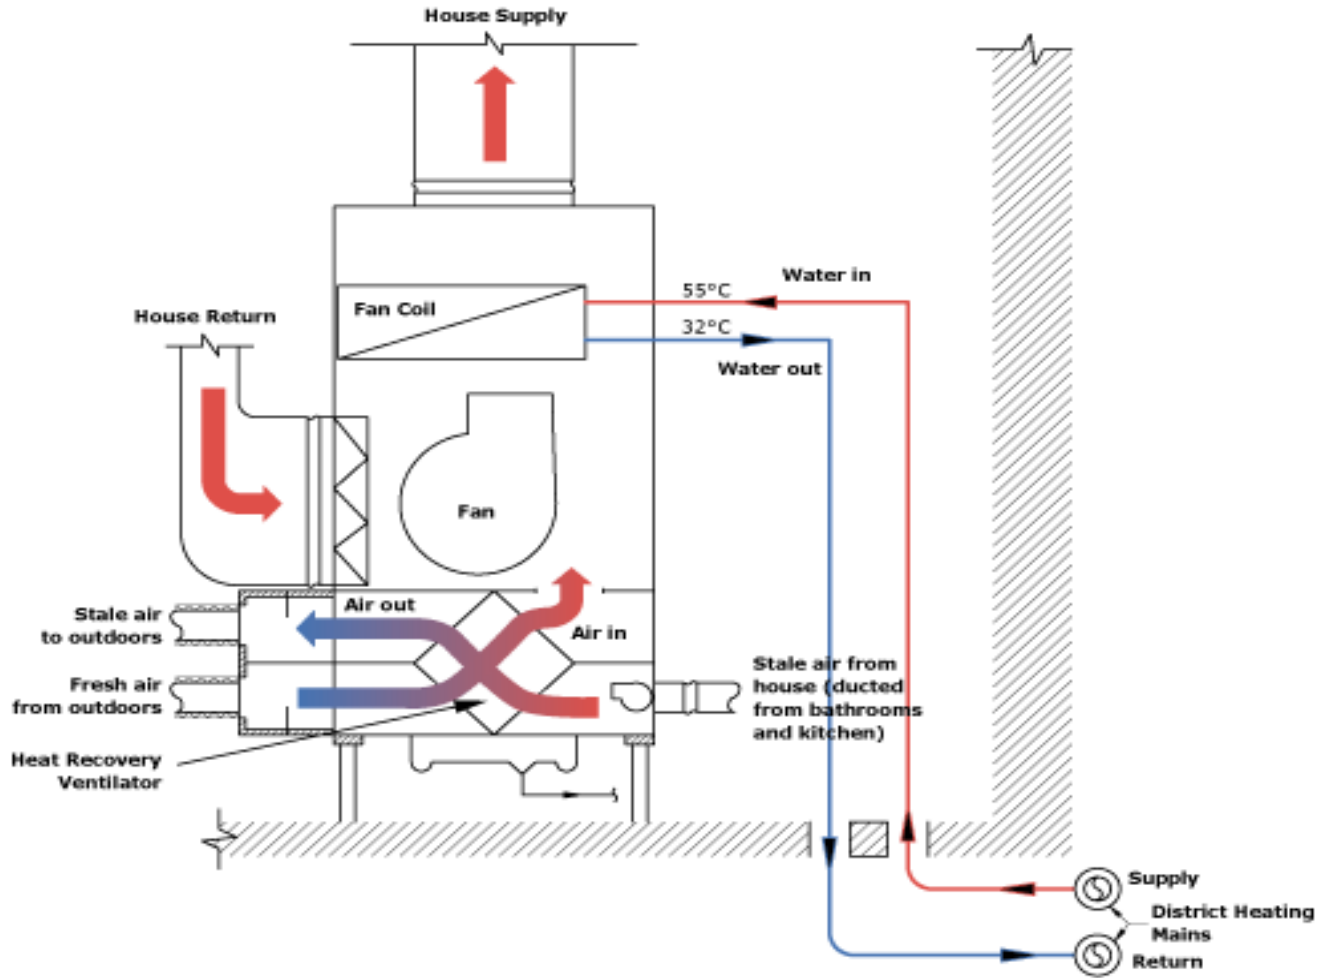 House Supply
Water in
55°C
Fan Coil
House Return
32°C
Water out
Fan
Air out
Stale air
to outdoors
Air in
Stale air from
house (ducted
from bathrooms
and kitchen)
Fresh air
from outdoors
Heat Recovery
Ventilator
Supply
District Heating
Mains
Return